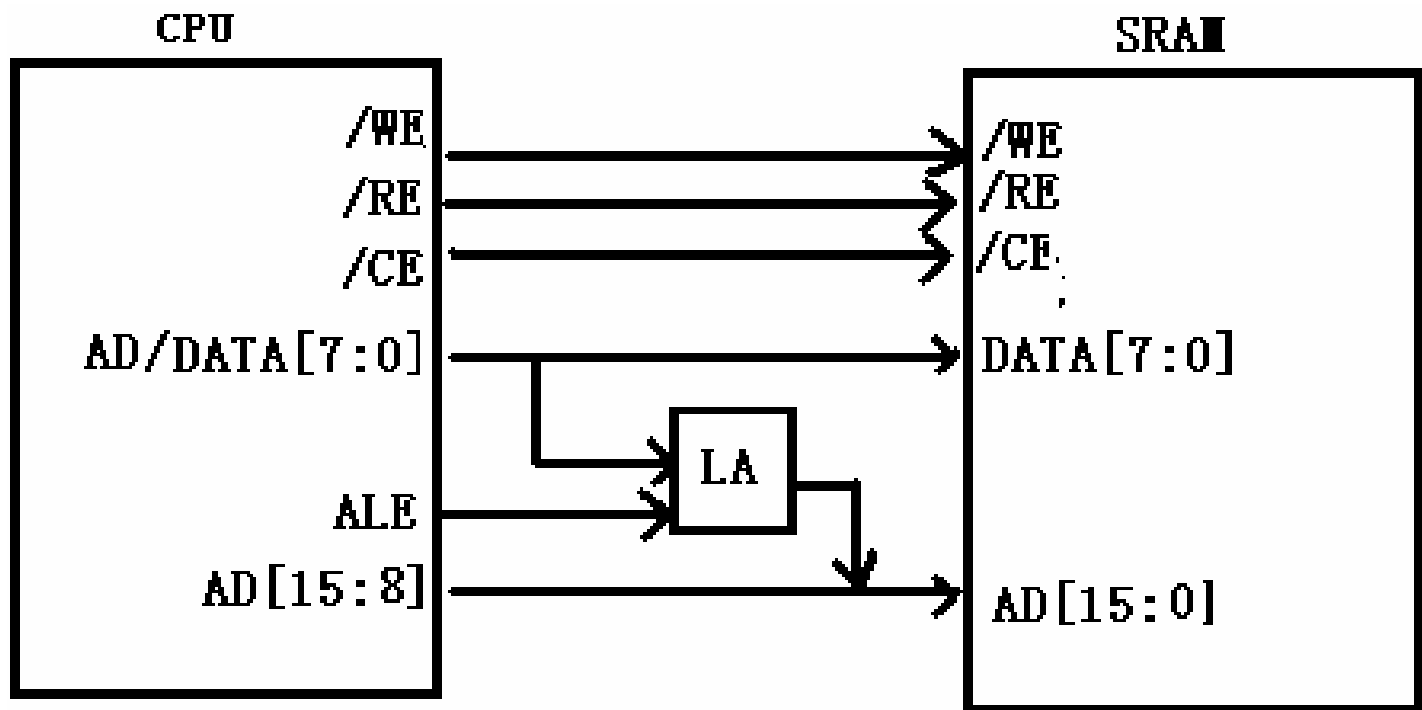 CPU
SRAM
/WE
/RE
/CE
AD/DATA[7:0]
ALE
AD[15:8]
LA
/WE
/RE
/CE
DATA[7:0]
AD[15:0]